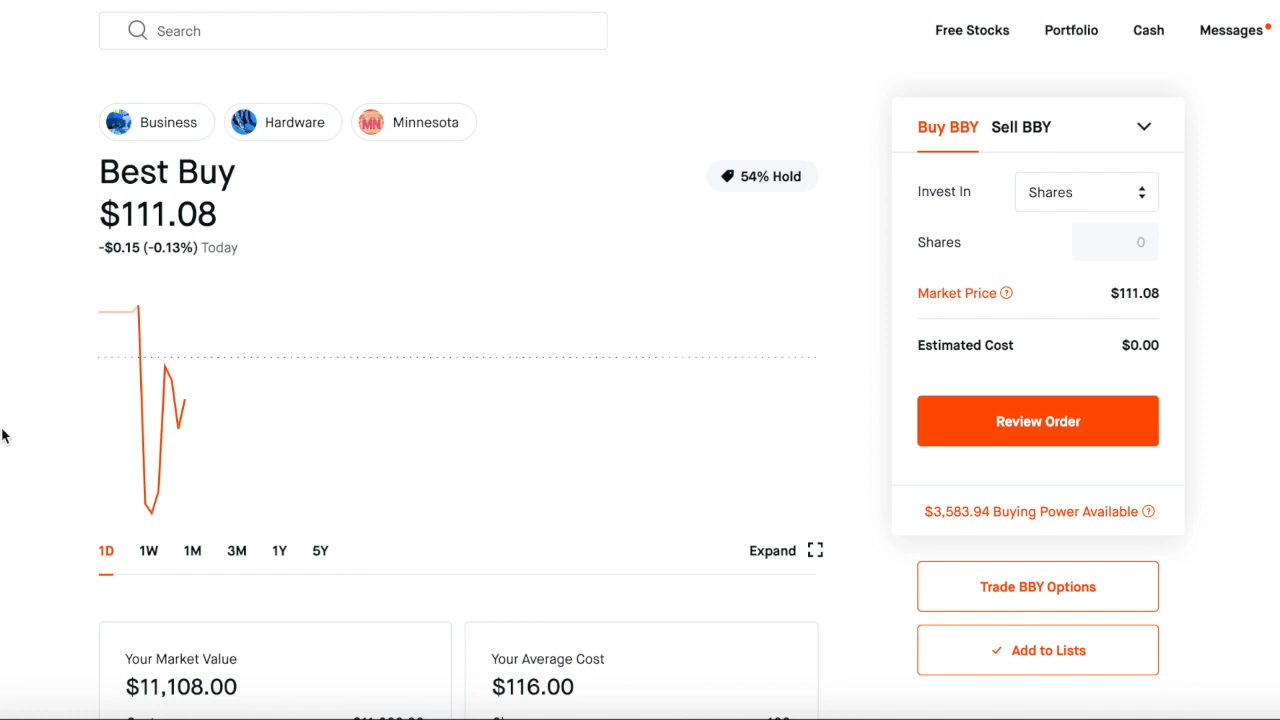 Search
Free Stocks Portfolio Cash Messages
Business Hardware MN Minnesota
Best Buy
$111.08
54% Hold
-$0.15 (-0.13%) Today
1D 1W 1M 3M 1Y 5Y
Expand
Your Market Value
$11,108.00
Your Average Cost
$116.00
Buy BBY Sell BBY
Invest In Shares
Shares 0
Market Price ? $111.08
Estimated Cost $0.00
Review Order
$3,583.94 Buying Power Available ?
Trade BBY Options
Add to Lists